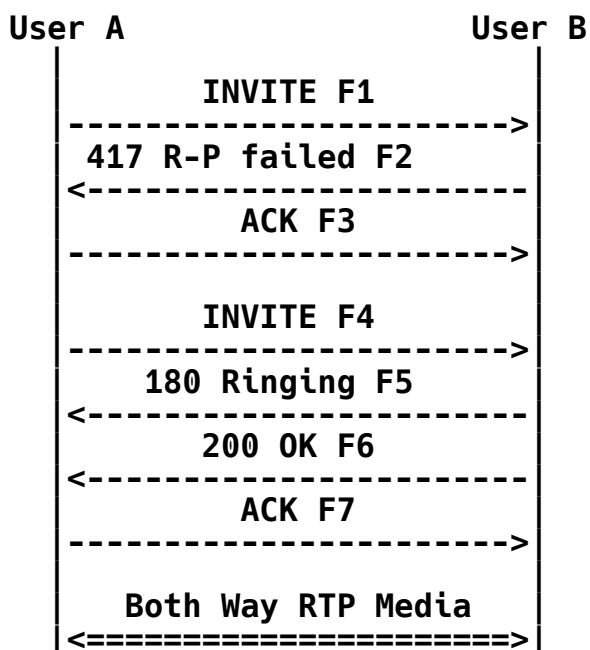 User A User B
INVITE F1
417 R-P failed F2
ACK F3
INVITE F4
180 Ringing F5
200 OK F6
ACK F7
Both Way RTP Media